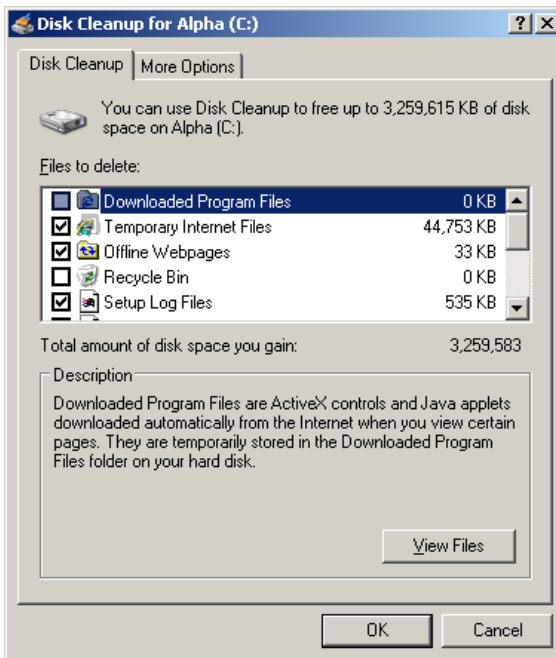 Disk Cleanup for Alpha (C:)
Disk Cleanup More Options
You can use Disk Cleanup to free up to 3,259,615 KB of disk
space on Alpha (C:).
Files to delete:
Downloaded Program Files 0 KB
Temporary Internet Files 44,753 KB
Offline Webpages 33 KB
Recycle Bin 0 KB
Setup Log Files 535 KB
Total amount of disk space you gain: 3,259,583
Description
Downloaded Program Files are ActiveX controls and Java applets
downloaded automatically from the Internet when you view certain
pages. They are temporarily stored in the Downloaded Program
Files folder on your hard disk.
View Files
OK Cancel